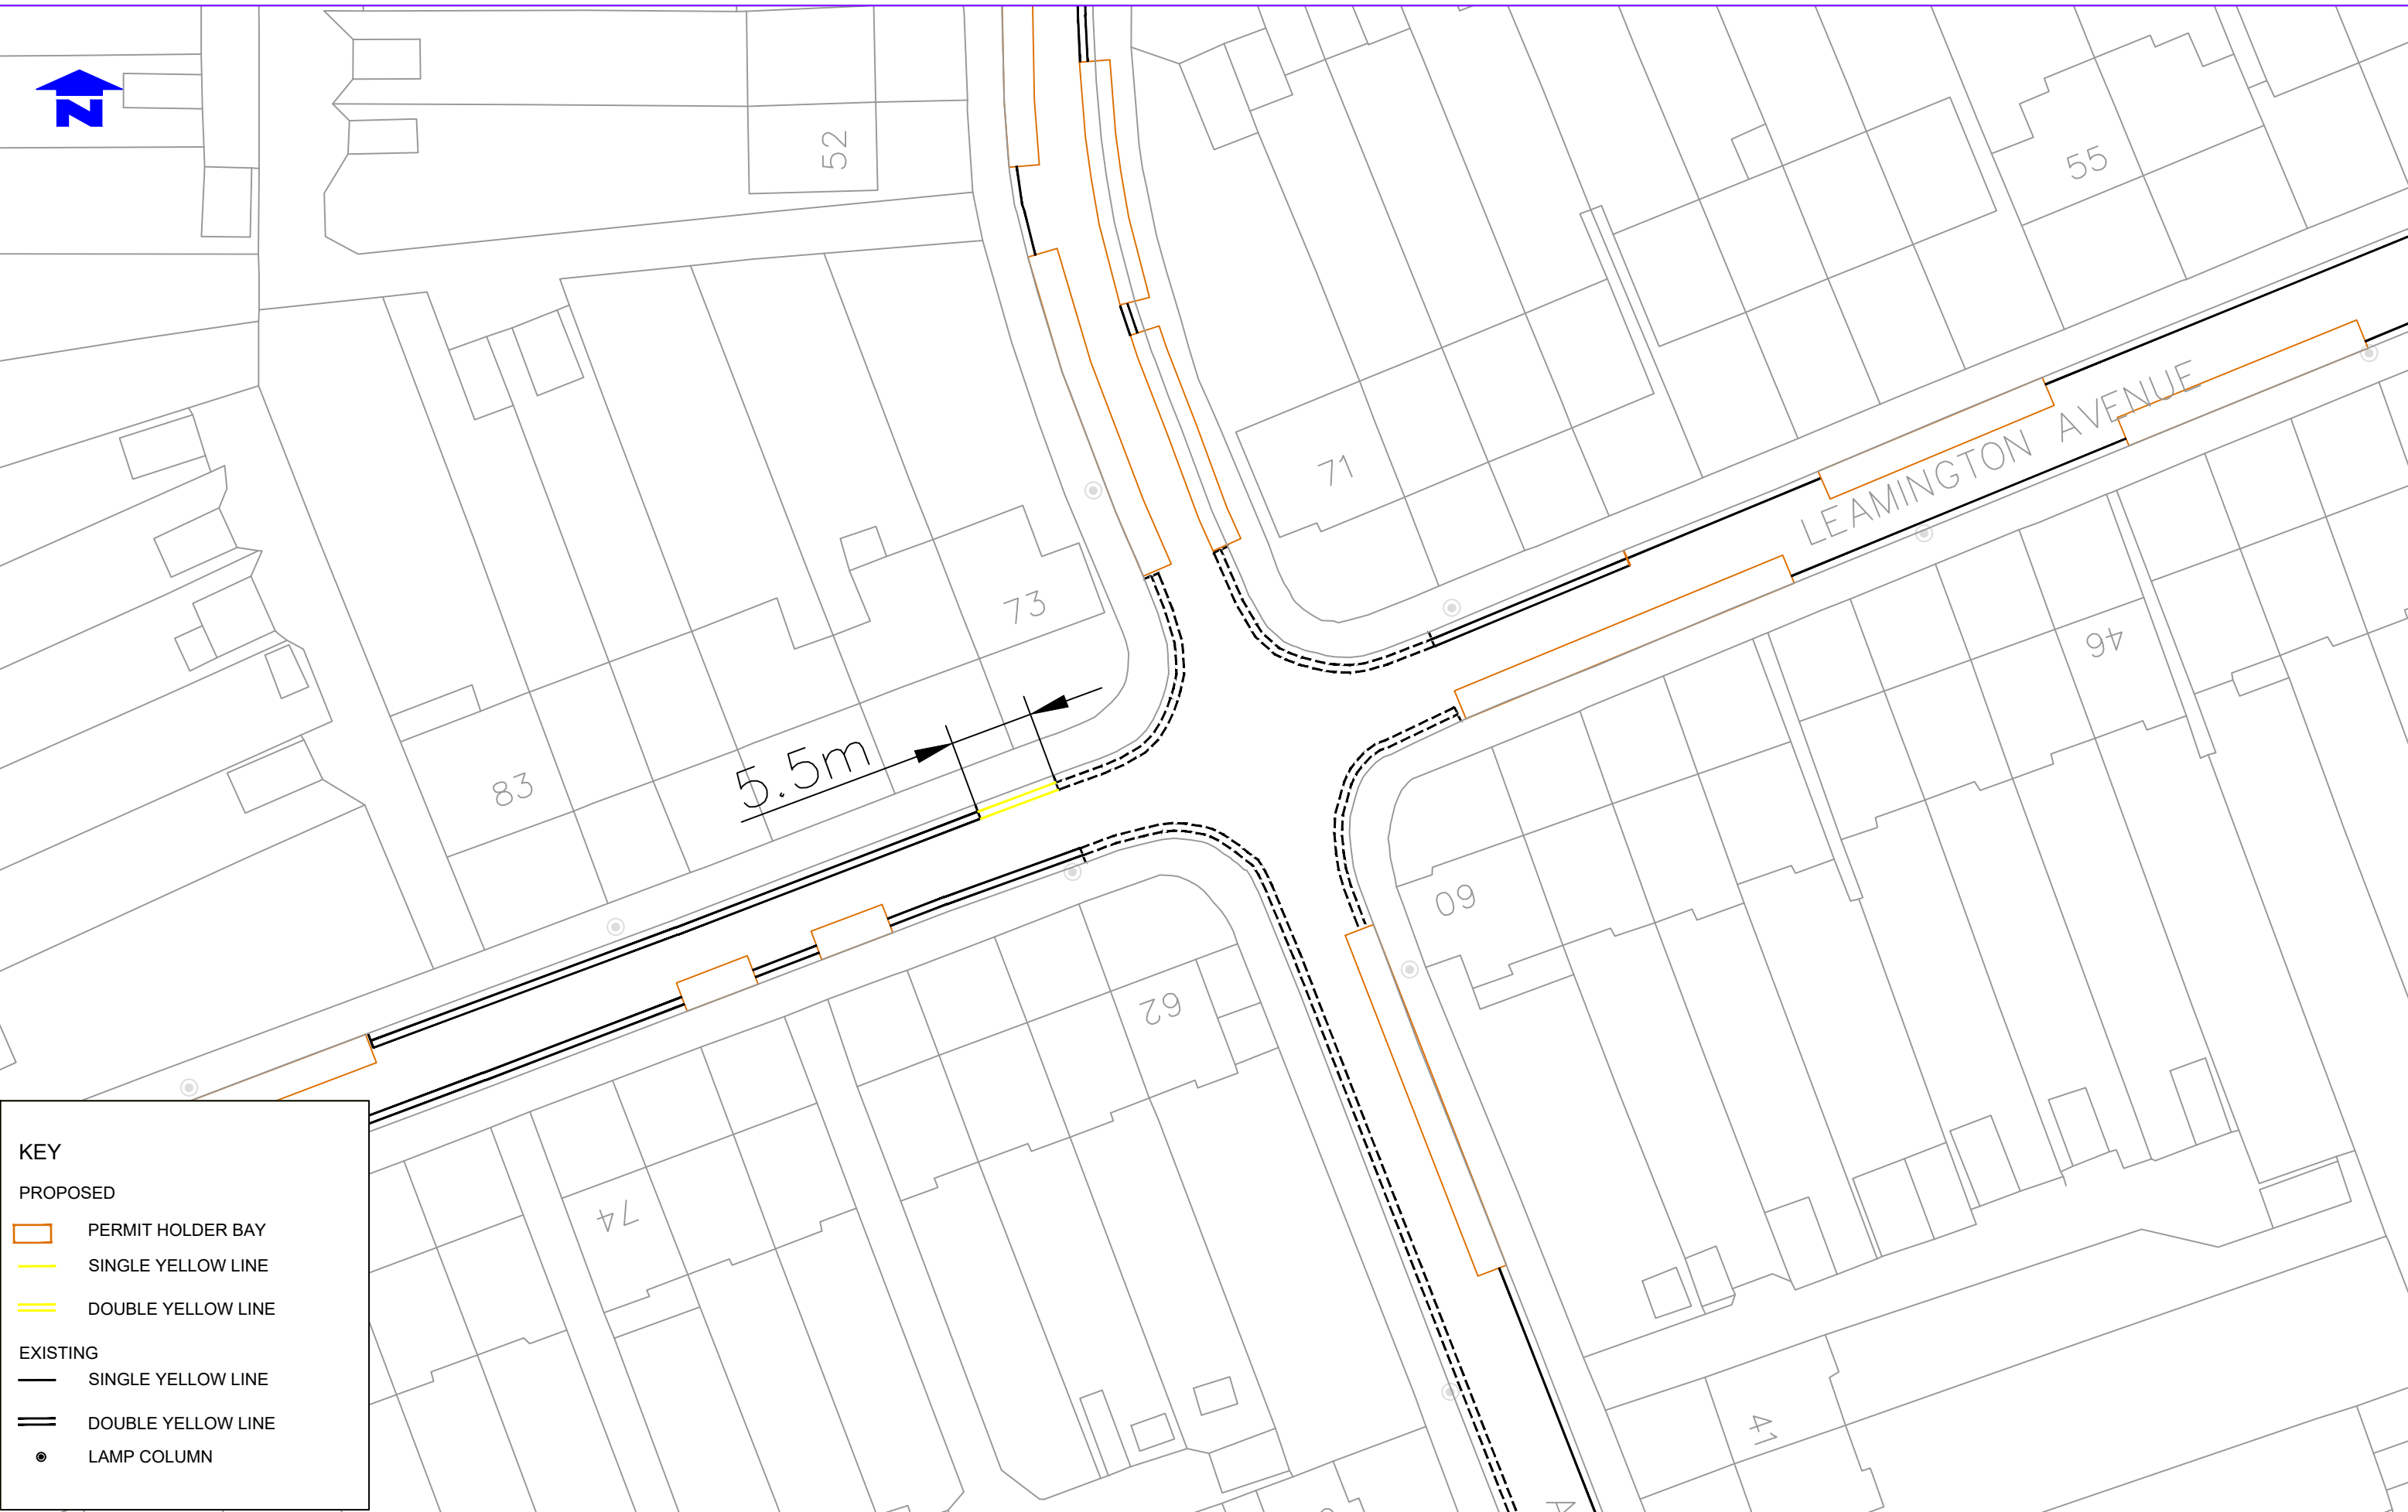 N
52
55
71
LEAMINGTON AVENUE
73
46
5.5m
83
60
62
74
41
KEY
PROPOSED
PERMIT HOLDER BAY
SINGLE YELLOW LINE
DOUBLE YELLOW LINE
EXISTING
SINGLE YELLOW LINE
DOUBLE YELLOW LINE
LAMP COLUMN